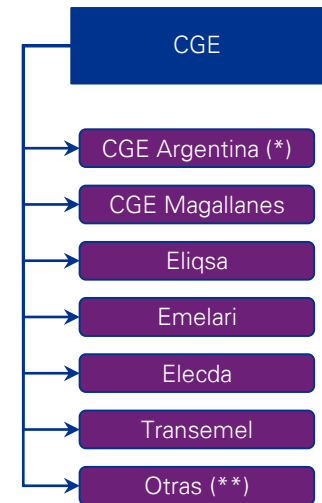 CGE
CGE Argentina (*)
CGE Magallanes
Eliqsa
Emelari
Elecda
Transemel
Otras (**)